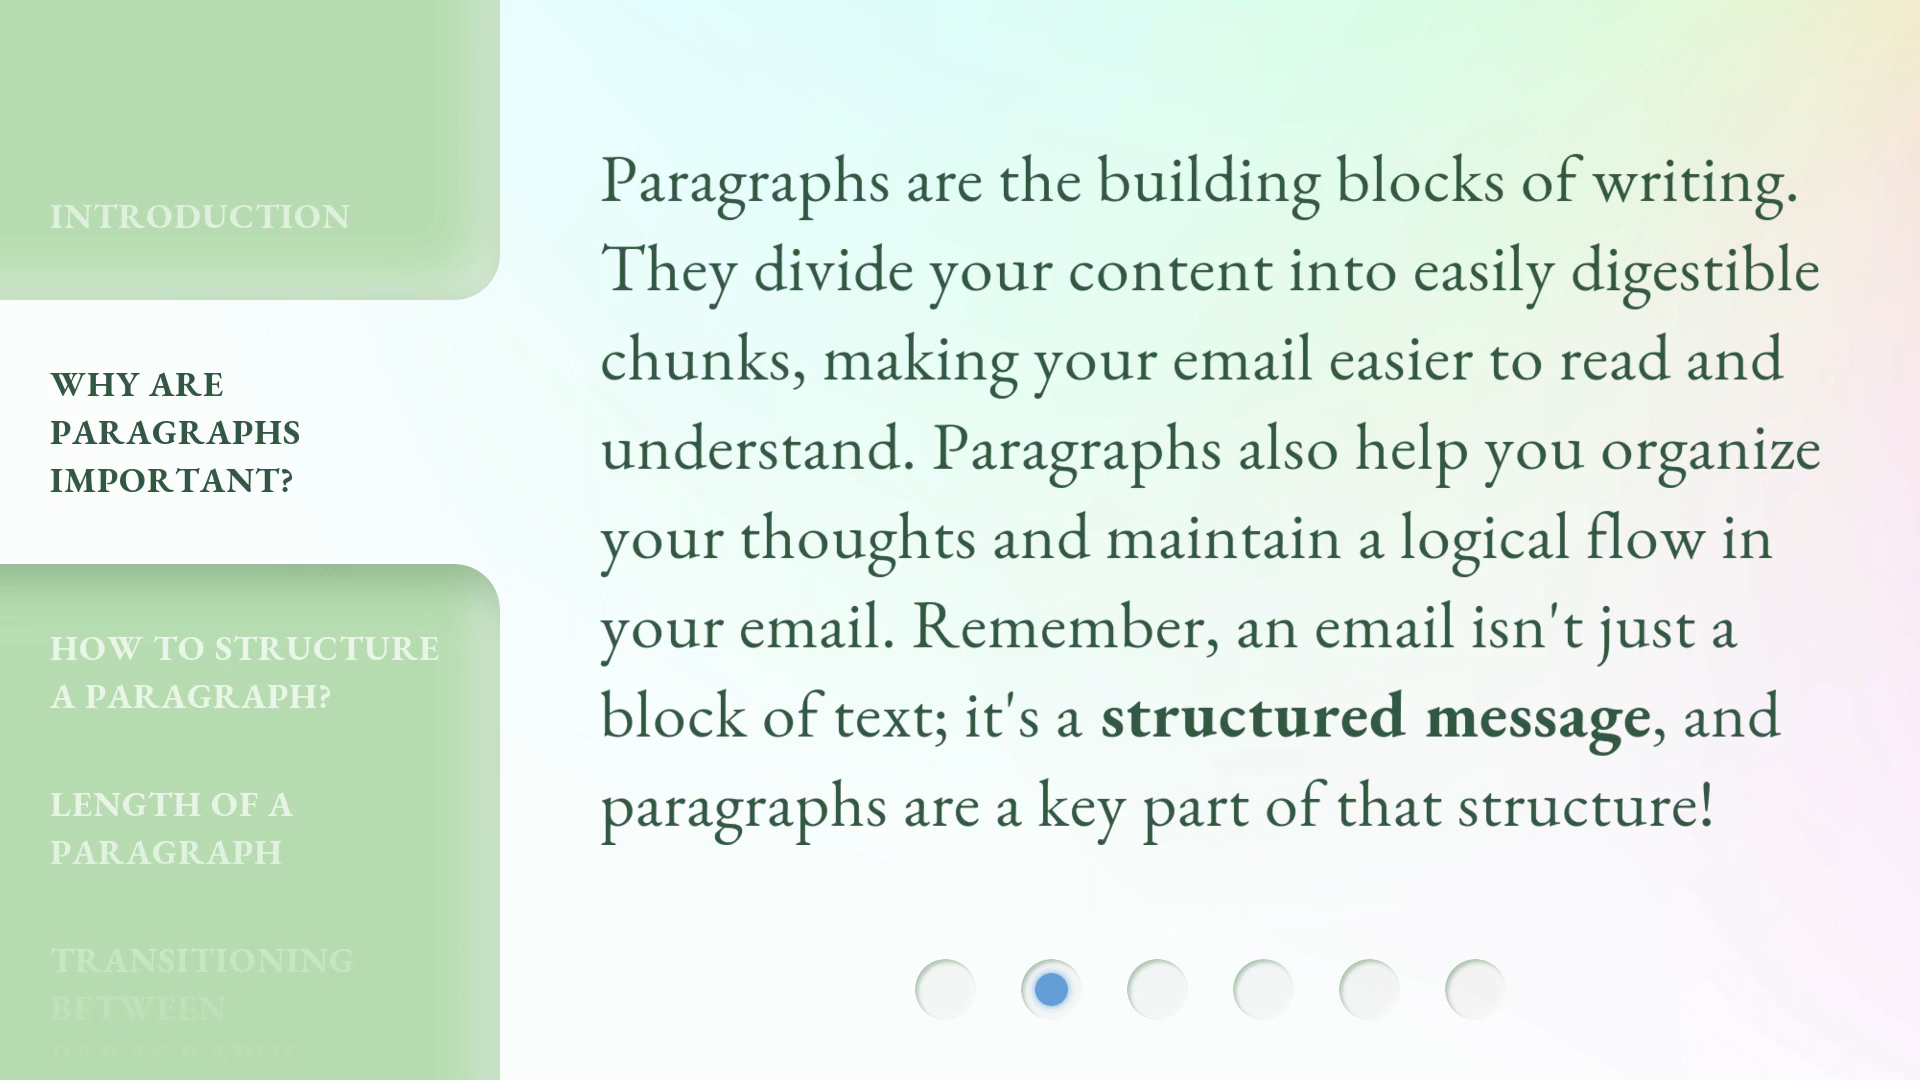 INTRODUCTION
WHY ARE
PARAGRAPHS
IMPORTANT?
HOW TO STRUCTURE
A PARAGRAPH?
LENGTH OF A
PARAGRAPH
TRANSITIONING
BETWEEN
PARAGRAPHS
Paragraphs are the building blocks of writing.
They divide your content into easily digestible
chunks, making your email easier to read and
understand. Paragraphs also help you organize
your thoughts and maintain a logical flow in
your email. Remember, an email isn't just a
block of text; it's a structured message, and
paragraphs are a key part of that structure!